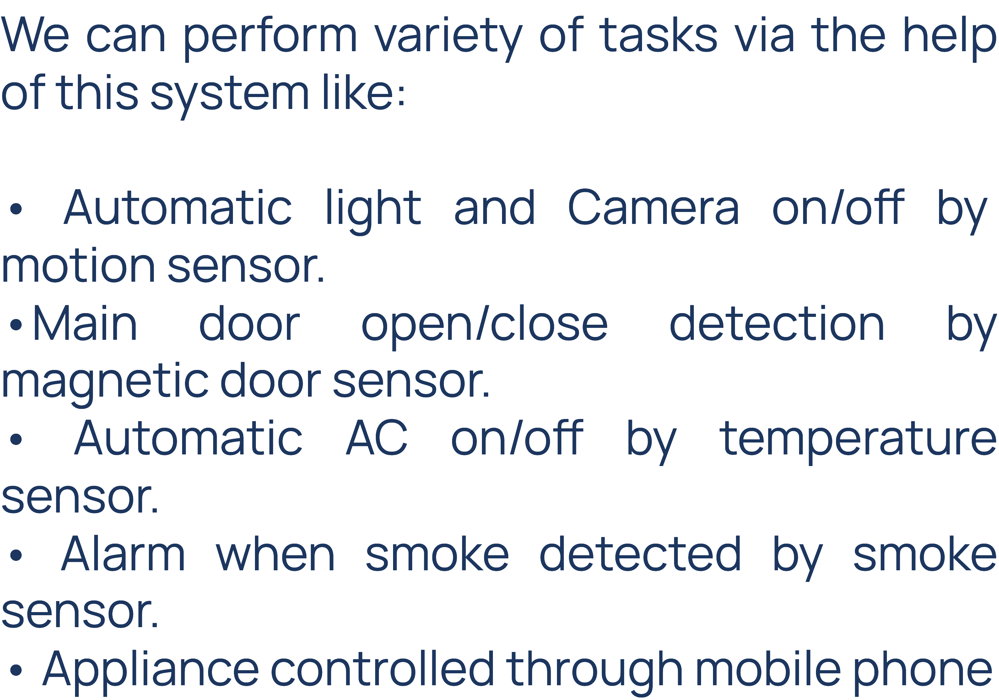 We can perform variety of tasks via the help
of this system like:
• Automatic light and Camera on/off by
motion sensor.
• Main door open/close detection by
magnetic door sensor.
• Automatic AC on/off by temperature
sensor.
• Alarm when smoke detected by smoke
sensor.
• Appliance controlled through mobile phone